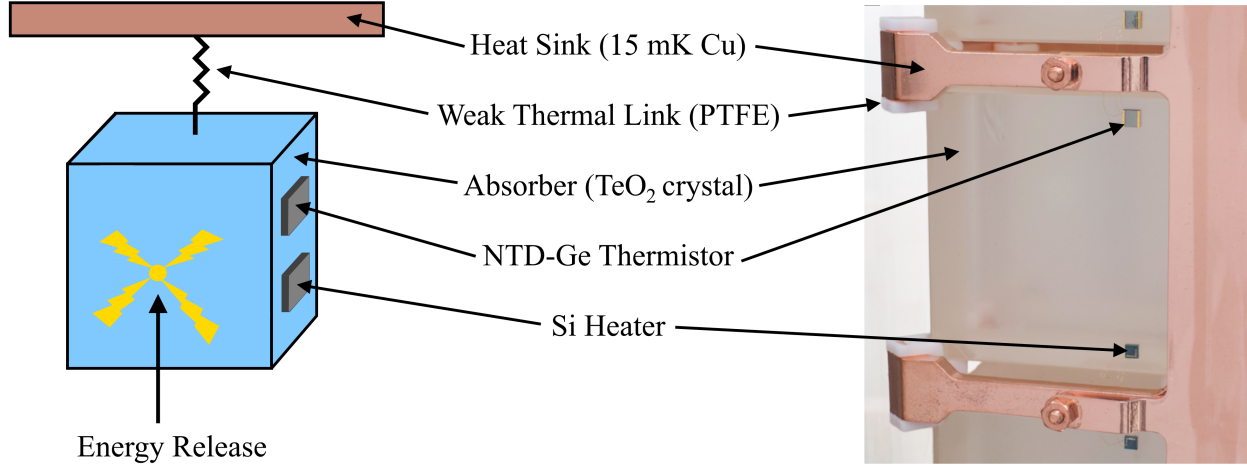 Heat Sink (15 mK Cu)
Weak Thermal Link (PTFE)
Absorber (TeO₂ crystal)
NTD-Ge Thermistor
Si Heater
Energy Release